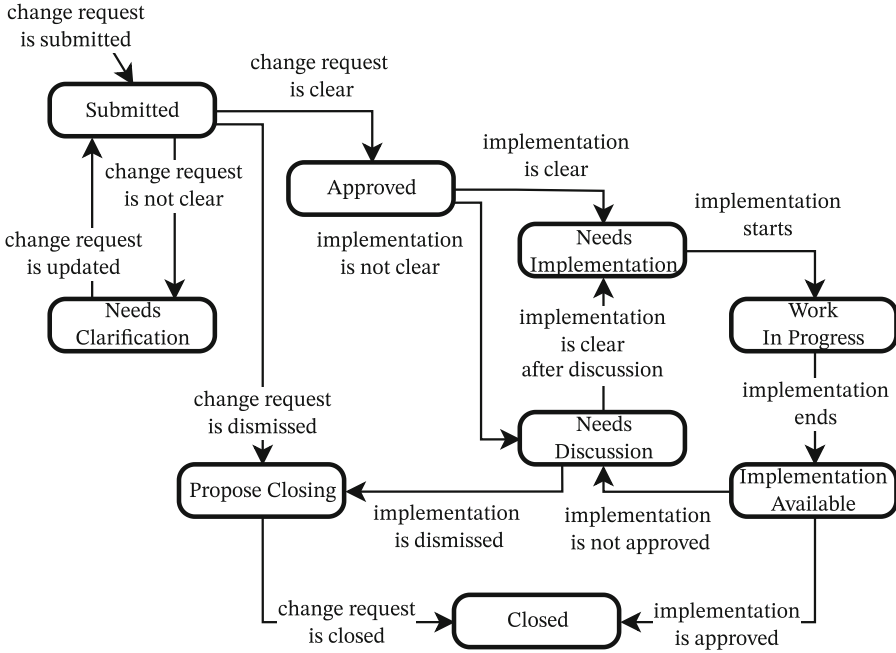 change request
is submitted
Submitted
change request
is clear
change request
is not clear
Approved
implementation
is clear
implementation
is not clear
change request
is updated
Needs
Clarification
Needs
Implementation
implementation
starts
Work
In Progress
implementation
is clear
after discussion
implementation
ends
change request
is dismissed
Needs
Discussion
Propose Closing
implementation
is dismissed
implementation
is not approved
Implementation
Available
change request
is closed
Closed
implementation
is approved